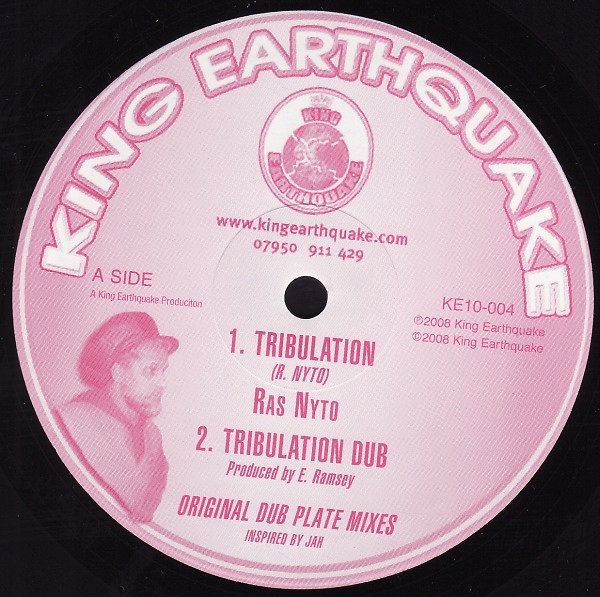 KING EARTHQUAKE
KING
EARTHQUAKE
www.kingearthquake.com
07950 911 429
A SIDE
A King Earthquake Produciton
KE10-004
℗2008 King Earthquake
©2008 King Earthquake
1. TRIBULATION
(R. NYTO)
RAS NYTO
2. TRIBULATION DUB
Produced by E. Ramsey
ORIGINAL DUB PLATE MIXES
INSPIRED BY JAH